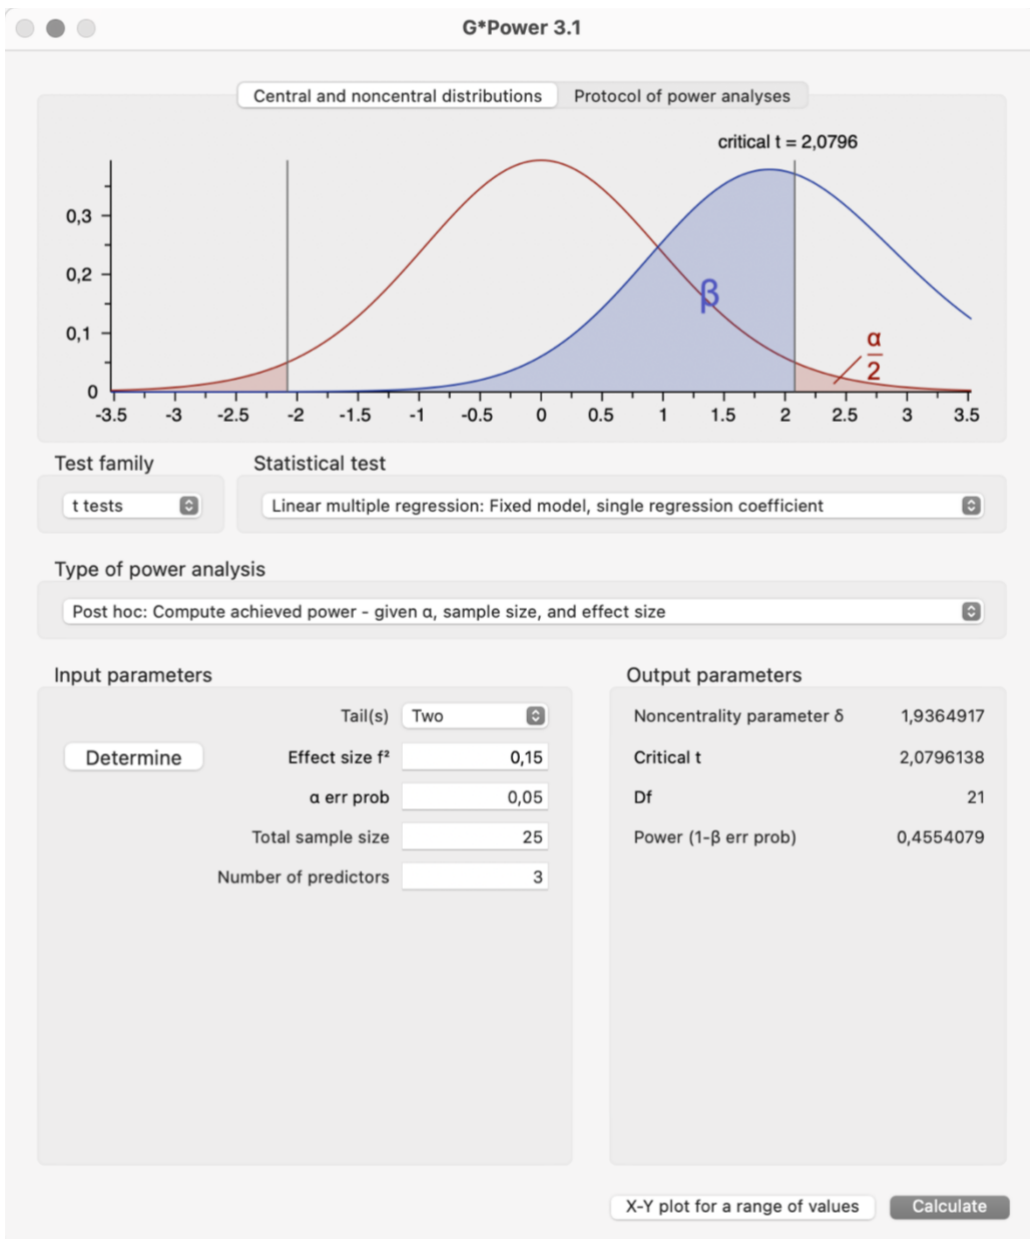 G*Power 3.1
Central and noncentral distributions Protocol of power analyses
critical t = 2,0796
0,3
0,2
0,1
0
β
α
2
-3.5 -3 -2.5 -2 -1.5 -1 -0.5 0 0.5 1 1.5 2 2.5 3 3.5
Test family Statistical test
t tests Linear multiple regression: Fixed model, single regression coefficient
Type of power analysis
Post hoc: Compute achieved power - given α, sample size, and effect size
Input parameters Output parameters
Tail(s) Two Noncentrality parameter δ 1,9364917
Determine Effect size f² 0,15 Critical t 2,0796138
α err prob 0,05 Df 21
Total sample size 25 Power (1-β err prob) 0,4554079
Number of predictors 3
X-Y plot for a range of values Calculate